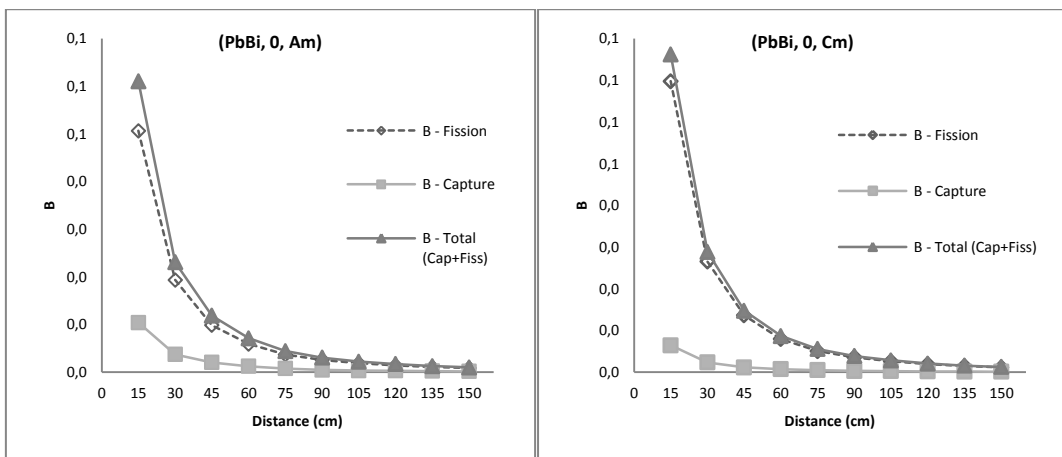 (PbBi, 0, Am)
0,1
0,1
0,1
0,0
0,0
0,0
0,0
0,0
B
B - Fission
B - Capture
B - Total
(Cap+Fiss)
0 15 30 45 60 75 90 105 120 135 150
Distance (cm)
(PbBi, 0, Cm)
0,1
0,1
0,1
0,1
0,0
0,0
0,0
0,0
0,0
B
B - Fission
B - Capture
B - Total (Cap+Fiss)
0 15 30 45 60 75 90 105 120 135 150
Distance (cm)